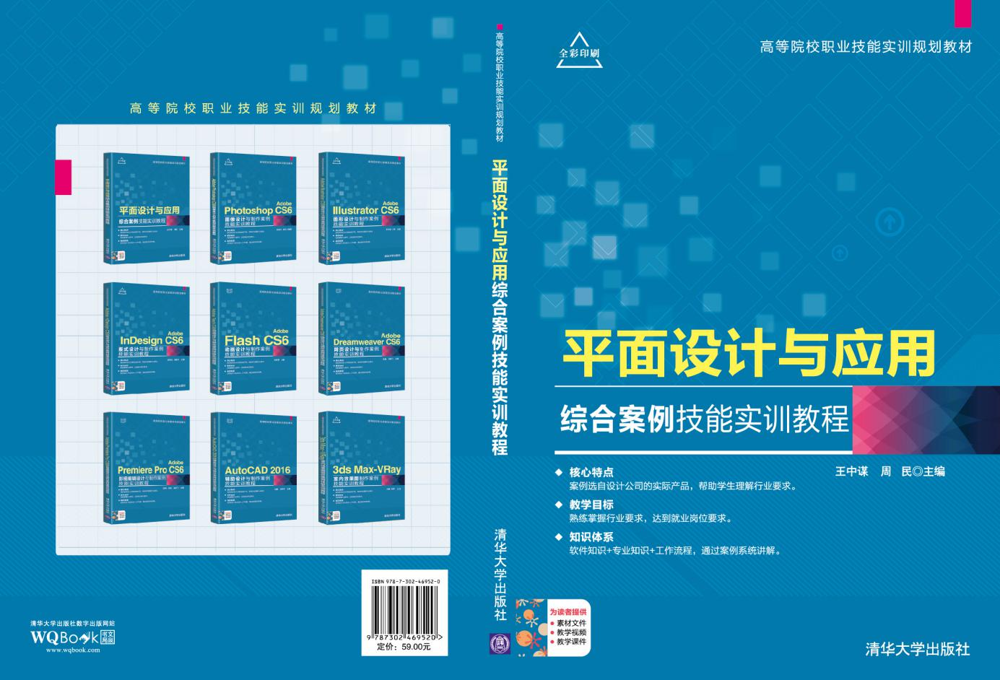 高等院校职业技能实训规划教材
平面设计与应用
综合案例技能实训教程
Adobe
Photoshop CS6
图像设计与制作案例
技能实训教程
Adobe
Illustrator CS6
图形设计与制作案例
技能实训教程
Adobe
InDesign CS6
版式设计与制作案例
技能实训教程
Adobe
Flash CS6
动画设计与制作案例
技能实训教程
Adobe
Dreamweaver CS6
网页设计与制作案例
技能实训教程
Adobe
Premiere Pro CS6
影视编辑设计与制作案例
技能实训教程
AutoCAD 2016
辅助设计与制作案例
技能实训教程
3ds Max-VRay
室内效果图制作案例
技能实训教程
清华大学出版社数字出版网站
WQBook 书文局泉
www.wqbook.com
ISBN 978-7-302-46952-0
9 787302 469520 >
定价：59.00元
高等院校职业技能实训规划教材
平面设计与应用综合案例技能实训教程
清华大学出版社
全彩印刷
高等院校职业技能实训规划教材
平面设计与应用
综合案例技能实训教程
王中谋 周 民◎主编
◆ 核心特点
案例选自设计公司的实际产品，帮助学生理解行业要求。
◆ 教学目标
熟练掌握行业要求，达到就业岗位要求。
◆ 知识体系
软件知识+专业知识+工作流程，通过案例系统讲解。
为读者提供
● 素材文件
● 教学视频
● 教学课件
清华大学出版社